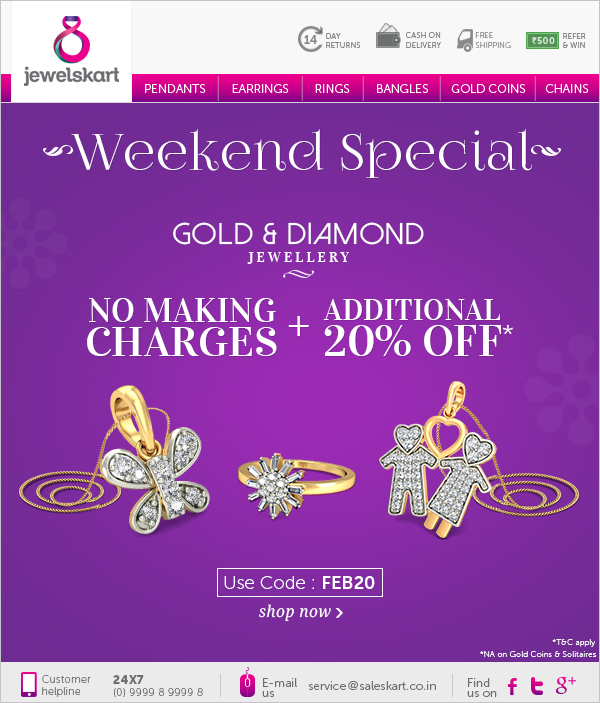 jewelskart
14 DAY RETURNS
CASH ON DELIVERY
FREE SHIPPING
₹500 REFER & WIN
PENDANTS EARRINGS RINGS BANGLES GOLD COINS CHAINS
Weekend Special
GOLD & DIAMOND
JEWELLERY
NO MAKING CHARGES + ADDITIONAL 20% OFF*
Use Code : FEB20
shop now ›
*T&C apply
*NA on Gold Coins & Solitaires
Customer helpline
24X7
(0) 9999 8 9999 8
E-mail us
service@saleskart.co.in
Find us on f t g+